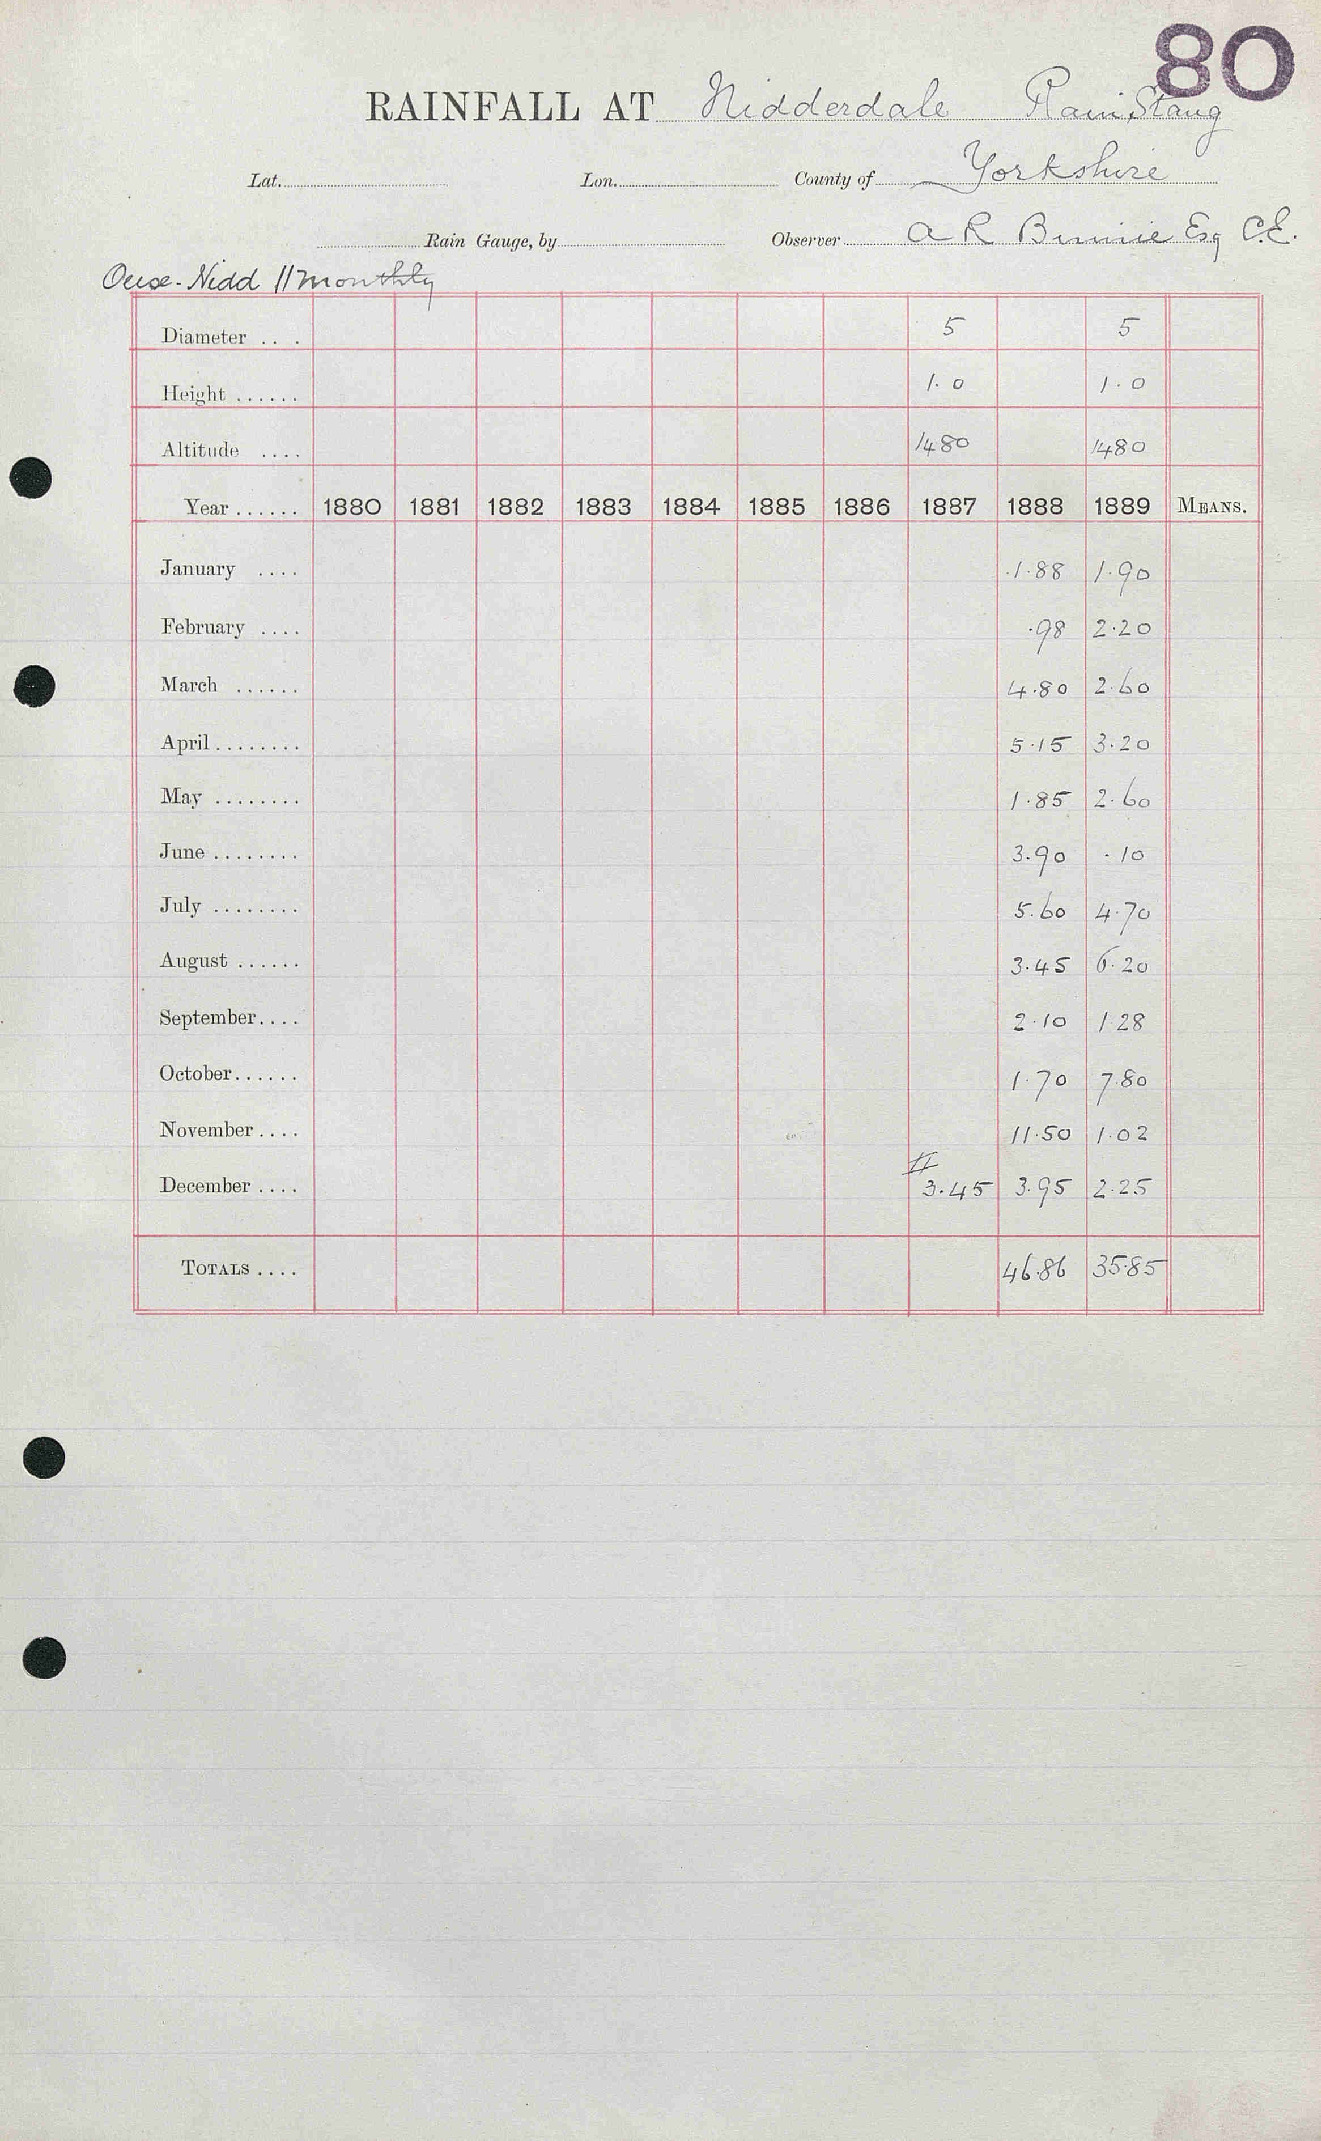 80
RAINFALL AT Nidderdale Rain Stang
Lat. Lon. County of Yorkshire
Rain Gauge, by Observer A R Binnie Esq C.E.
Ouse-Nidd 11 monthly
Diameter 5 5
Height 1.0 1.0
Altitude 1480 1480
Year 1880 1881 1882 1883 1884 1885 1886 1887 1888 1889 MEANS.
January 1.88 1.90
February .98 2.20
March 4.80 2.60
April 5.15 3.20
May 1.85 2.60
June 3.90 .10
July 5.60 4.70
August 3.45 6.20
September 2.10 1.28
October 1.70 7.80
November 11.50 1.02
December 3.45 3.95 2.25
TOTALS 46.86 35.85